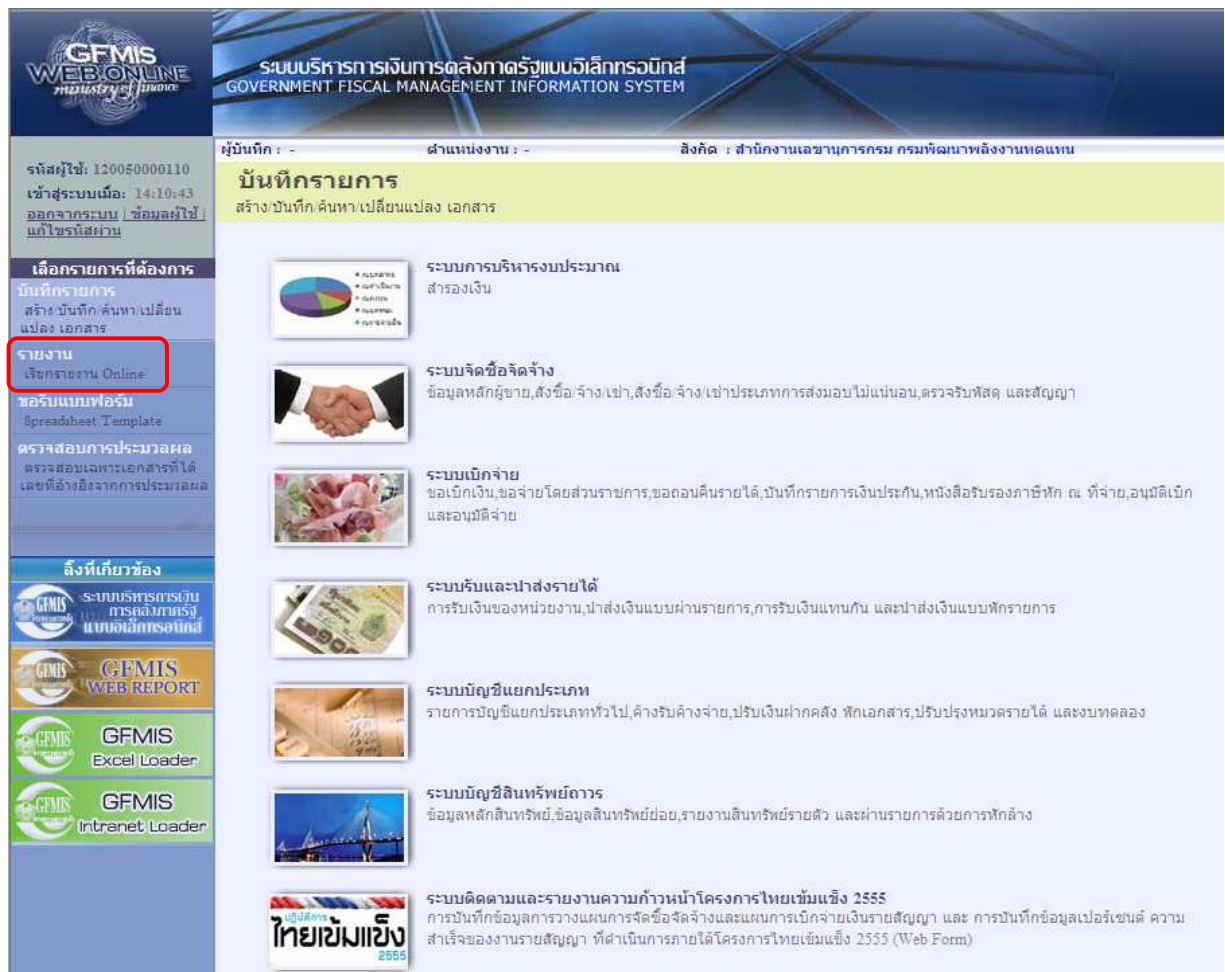 GFMIS
WEB ONLINE
ministry of finance
ระบบบริหารการเงินการคลังภาครัฐแบบอิเล็กทรอนิกส์
GOVERNMENT FISCAL MANAGEMENT INFORMATION SYSTEM
ผู้บันทึก : - ตำแหน่งงาน : - สังกัด : สำนักงานเลขานุการกรม กรมพัฒนาพลังงานทดแทน
รหัสผู้ใช้: 120050000110
เข้าสู่ระบบเมื่อ: 14:10:43
ออกจากระบบ | ข้อมูลผู้ใช้ |
แก้ไขรหัสผ่าน
บันทึกรายการ
สร้าง/บันทึก/ค้นหา/เปลี่ยนแปลง เอกสาร
เลือกรายการที่ต้องการ
บันทึกรายการ
สร้าง/บันทึก/ค้นหา/เปลี่ยน
แปลง เอกสาร
รายงาน
เรียกรายงาน Online
ขอรับแบบฟอร์ม
Spreadsheet Template
ตรวจสอบการประมวลผล
ตรวจสอบเฉพาะเอกสารที่ได้
เลขที่อ้างอิงจากการประมวลผล
ลิ้งที่เกี่ยวข้อง
GFMIS
ระบบบริหารการเงิน
การคลังภาครัฐ
แบบอิเล็กทรอนิกส์
GFMIS
GFMIS
WEB REPORT
GFMIS
GFMIS
Excel Loader
GFMIS
GFMIS
Intranet Loader
ระบบการบริหารงบประมาณ
สำรองเงิน
ระบบจัดซื้อจัดจ้าง
ข้อมูลหลักผู้ขาย,สั่งซื้อ/จ้าง/เช่า,สั่งซื้อ/จ้าง/เช่าประเภทการส่งมอบไม่แน่นอน,ตรวจรับพัสดุ และสัญญา
ระบบเบิกจ่าย
ขอเบิกเงิน,ขอจ่ายโดยส่วนราชการ,ขอถอนคืนรายได้,บันทึกรายการเงินประกัน,หนังสือรับรองภาษีหัก ณ ที่จ่าย,อนุมัติเบิก
และอนุมัติจ่าย
ระบบรับและนำส่งรายได้
การรับเงินของหน่วยงาน,นำส่งเงินแบบผ่านรายการ,การรับเงินแทนกัน และนำส่งเงินแบบพักรายการ
ระบบบัญชีแยกประเภท
รายการบัญชีแยกประเภททั่วไป,ค้างรับค้างจ่าย,ปรับเงินฝากคลัง พักเอกสาร,ปรับปรุงหมวดรายได้ และงบทดลอง
ระบบบัญชีสินทรัพย์ถาวร
ข้อมูลหลักสินทรัพย์,ข้อมูลสินทรัพย์ย่อย,รายงานสินทรัพย์รายตัว และผ่านรายการด้วยการหักล้าง
ปฏิบัติการ
ไทยเข้มแข็ง
2555
ระบบติดตามและรายงานความก้าวหน้าโครงการไทยเข้มแข็ง 2555
การบันทึกข้อมูลการวางแผนการจัดซื้อจัดจ้างและแผนการเบิกจ่ายเงินรายสัญญา และ การบันทึกข้อมูลเปอร์เซนต์ ความ
สำเร็จของงานรายสัญญา ที่ดำเนินการภายใต้โครงการไทยเข้มแข็ง 2555 (Web Form)